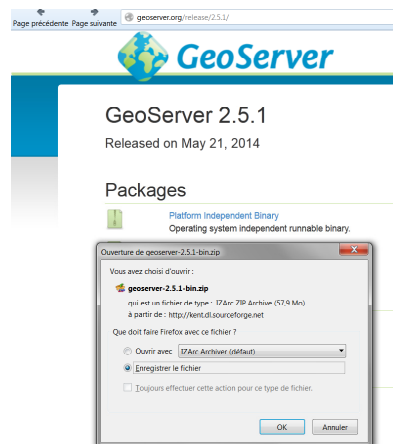 Page précédente Page suivante geoserver.org/release/2.5.1/
GeoServer
GeoServer 2.5.1
Released on May 21, 2014
Packages
Platform Independent Binary
Operating system independent runnable binary.
Ouverture de geoserver-2.5.1-bin.zip
Vous avez choisi d'ouvrir :
geoserver-2.5.1-bin.zip
qui est un fichier de type : IZArc ZIP Archive (57,9 Mo)
à partir de : http://kent.dl.sourceforge.net
Que doit faire Firefox avec ce fichier ?
Ouvrir avec IZArc Archiver (défaut)
Enregistrer le fichier
Toujours effectuer cette action pour ce type de fichier.
OK Annuler